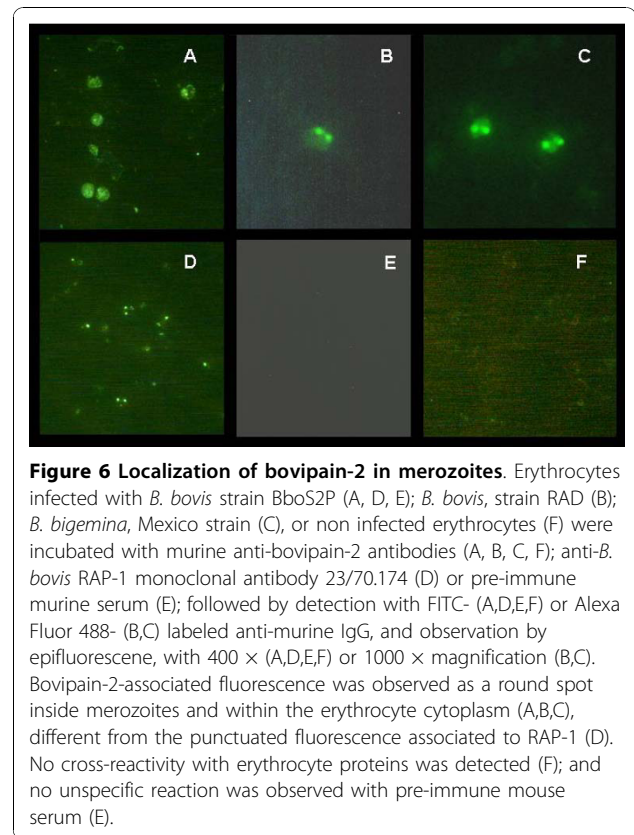 A
B
C
D
E
F
Figure 6 Localization of bovipain-2 in merozoites. Erythrocytes
infected with B. bovis strain BboS2P (A, D, E); B. bovis, strain RAD (B);
B. bigemina, Mexico strain (C), or non infected erythrocytes (F) were
incubated with murine anti-bovipain-2 antibodies (A, B, C, F); anti-B.
bovis RAP-1 monoclonal antibody 23/70.174 (D) or pre-immune
murine serum (E); followed by detection with FITC- (A,D,E,F) or Alexa
Fluor 488- (B,C) labeled anti-murine IgG, and observation by
epifluorescene, with 400 × (A,D,E,F) or 1000 × magnification (B,C).
Bovipain-2-associated fluorescence was observed as a round spot
inside merozoites and within the erythrocyte cytoplasm (A,B,C),
different from the punctuated fluorescence associated to RAP-1 (D).
No cross-reactivity with erythrocyte proteins was detected (F); and
no unspecific reaction was observed with pre-immune mouse
serum (E).